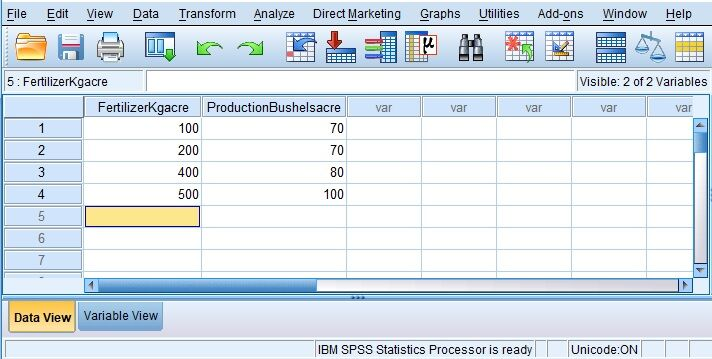 File Edit View Data Transform Analyze Direct Marketing Graphs Utilities Add-ons Window Help
5 : FertilizerKgacre Visible: 2 of 2 Variables
FertilizerKgacre ProductionBushelsacre var var var var var
1 100 70
2 200 70
3 400 80
4 500 100
5
6
7
Data View Variable View
IBM SPSS Statistics Processor is ready Unicode:ON